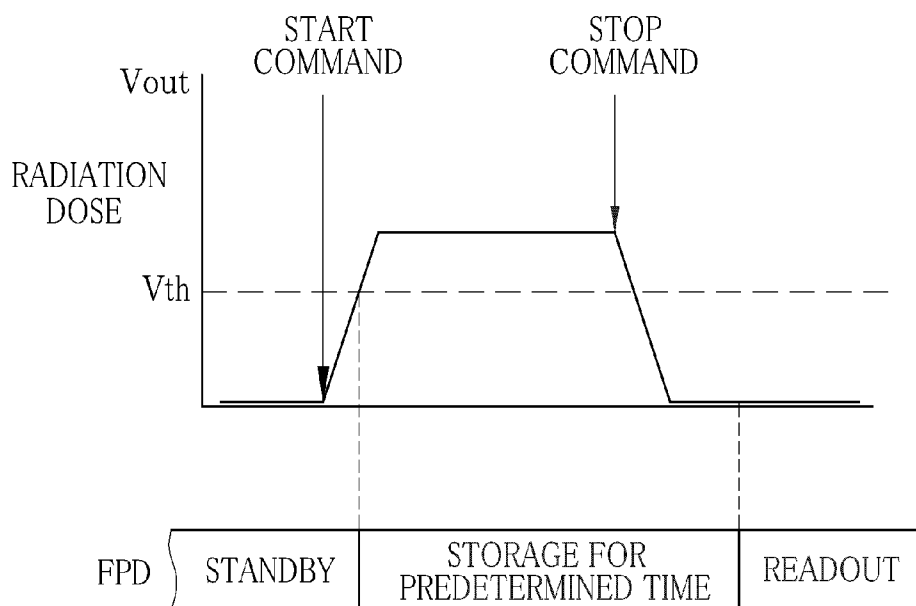 START
COMMAND
STOP
COMMAND
Vout
RADIATION
DOSE
Vth
FPD
STANDBY
STORAGE FOR
PREDETERMINED TIME
READOUT